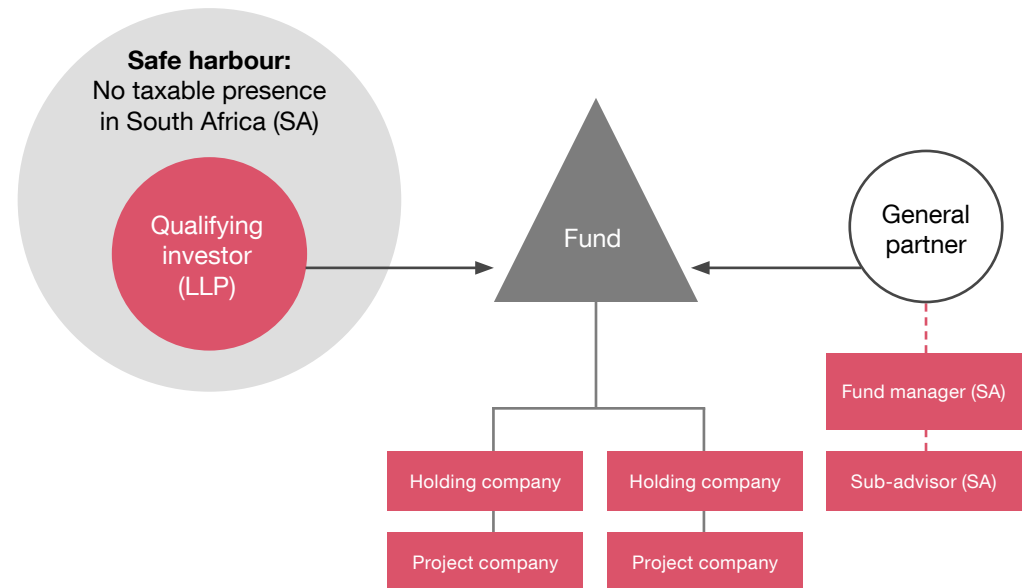 Safe harbour:
No taxable presence
in South Africa (SA)
Qualifying
investor
(LLP)
Fund
General
partner
Fund manager (SA)
Sub-advisor (SA)
Holding company
Holding company
Project company
Project company